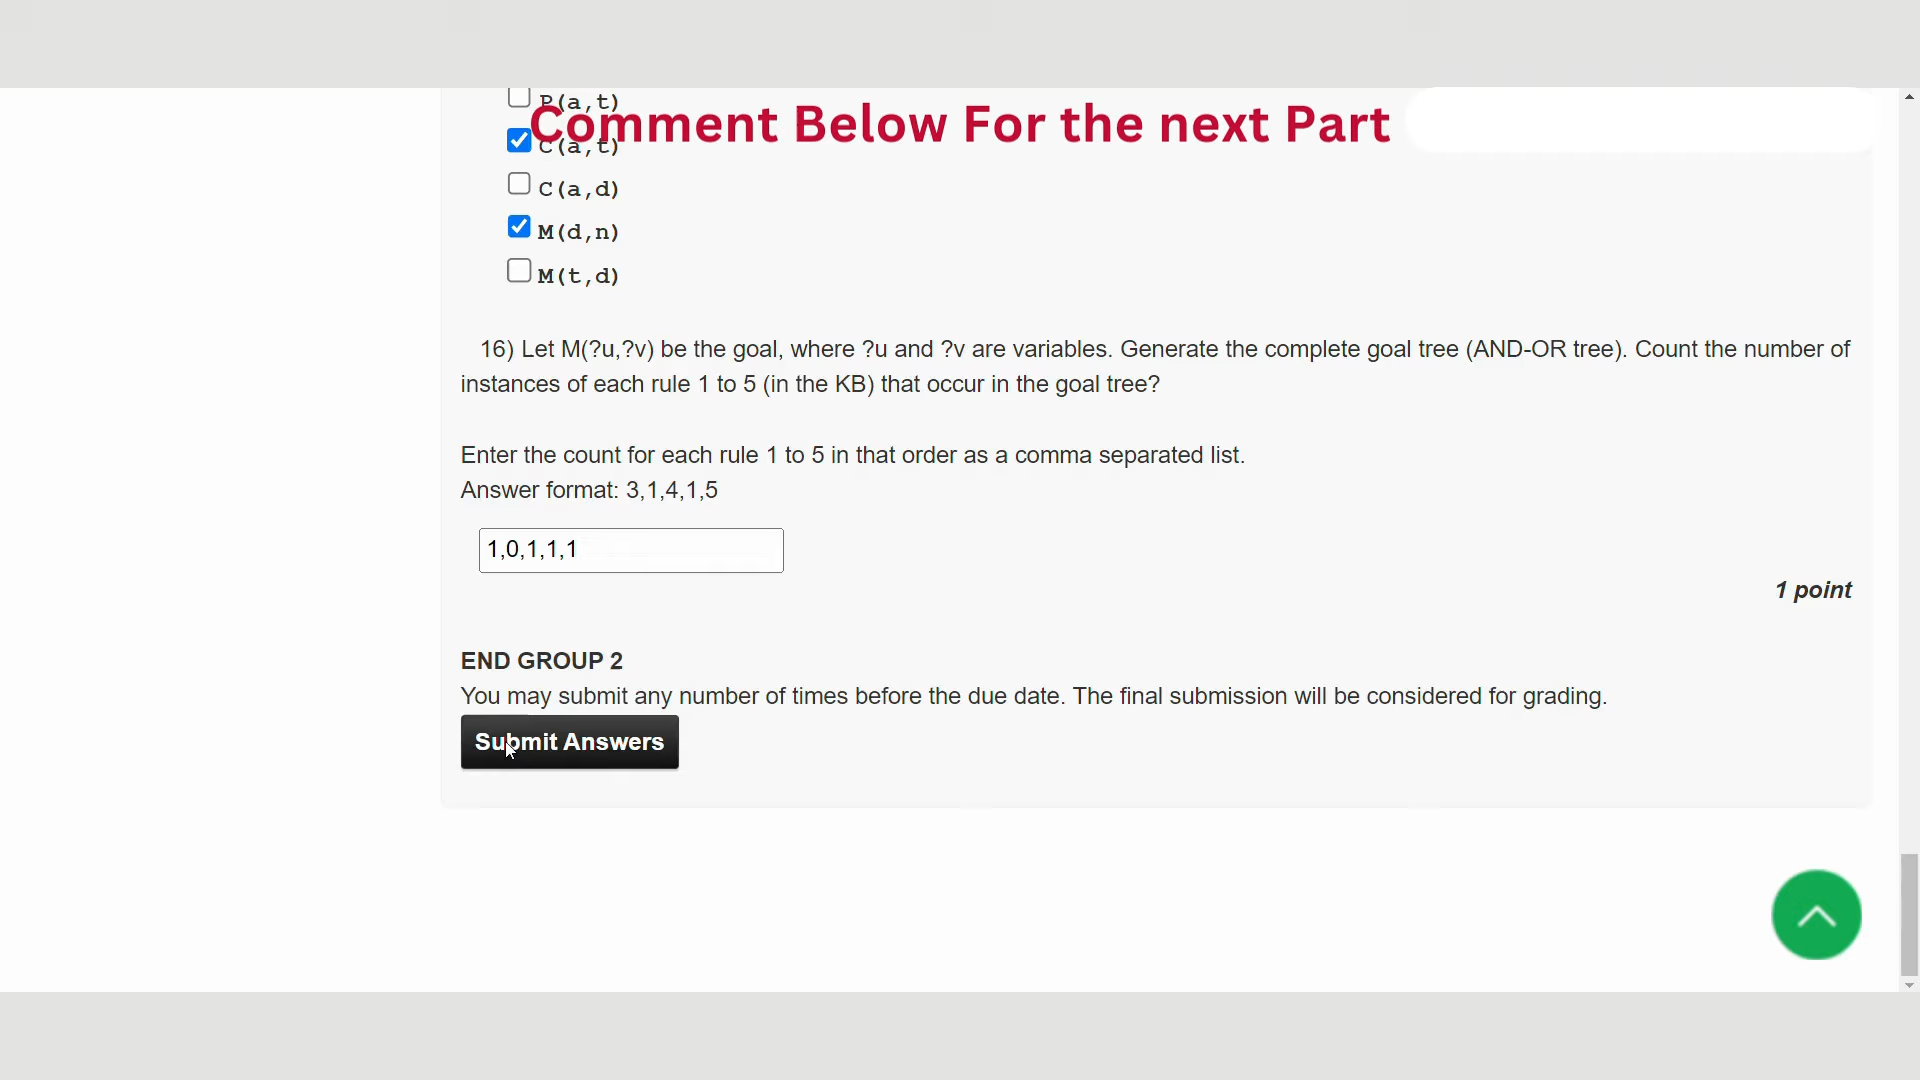 P(a,t)
Comment Below For the next Part
C(a,t)
C(a,d)
M(d,n)
M(t,d)
16) Let M(?u,?v) be the goal, where ?u and ?v are variables. Generate the complete goal tree (AND-OR tree). Count the number of
instances of each rule 1 to 5 (in the KB) that occur in the goal tree?
Enter the count for each rule 1 to 5 in that order as a comma separated list.
Answer format: 3,1,4,1,5
1,0,1,1,1
1 point
END GROUP 2
You may submit any number of times before the due date. The final submission will be considered for grading.
Submit Answers